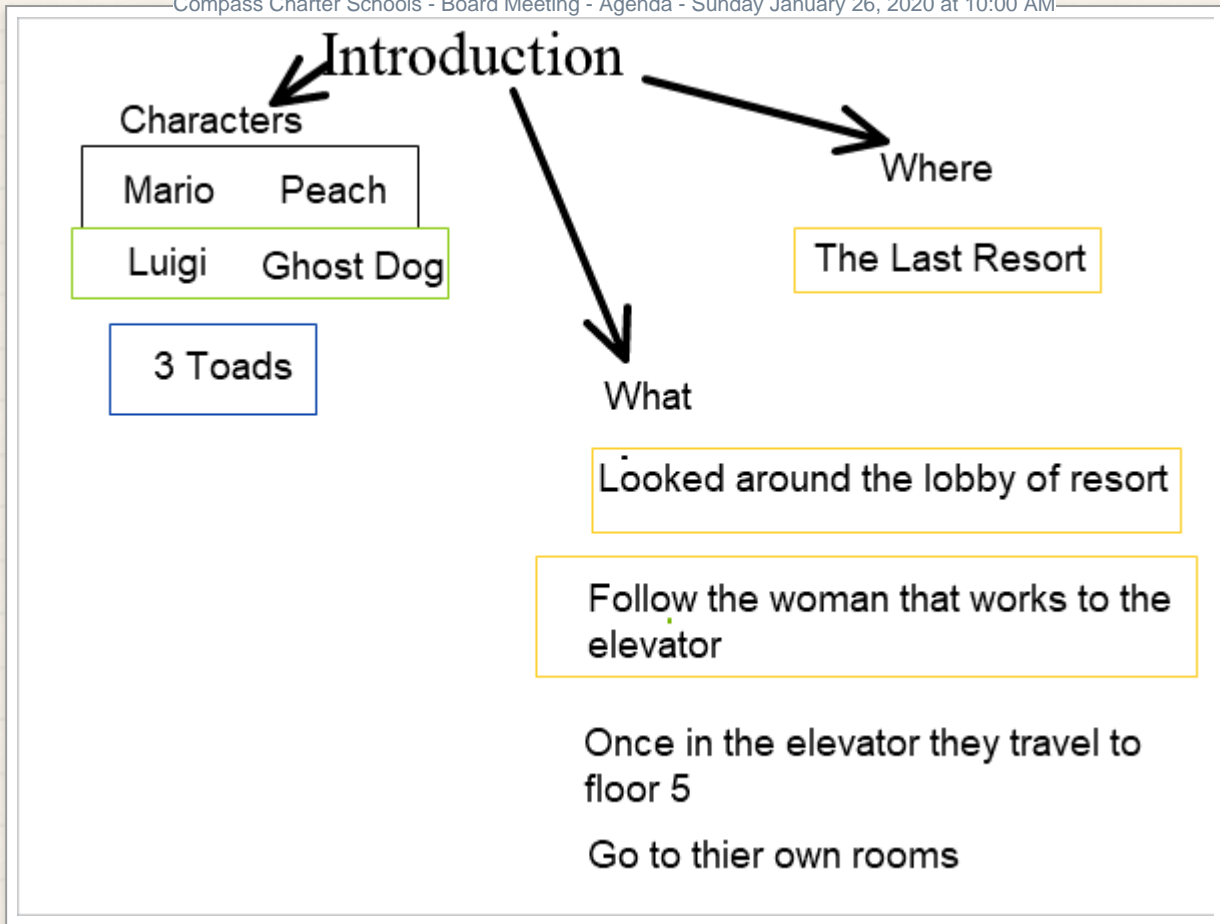 Compass Charter Schools - Board Meeting - Agenda - Sunday January 26, 2020 at 10:00 AM
Introduction
Characters
Mario Peach
Luigi Ghost Dog
3 Toads
Where
The Last Resort
What
Looked around the lobby of resort
Follow the woman that works to the
elevator
Once in the elevator they travel to
floor 5
Go to thier own rooms